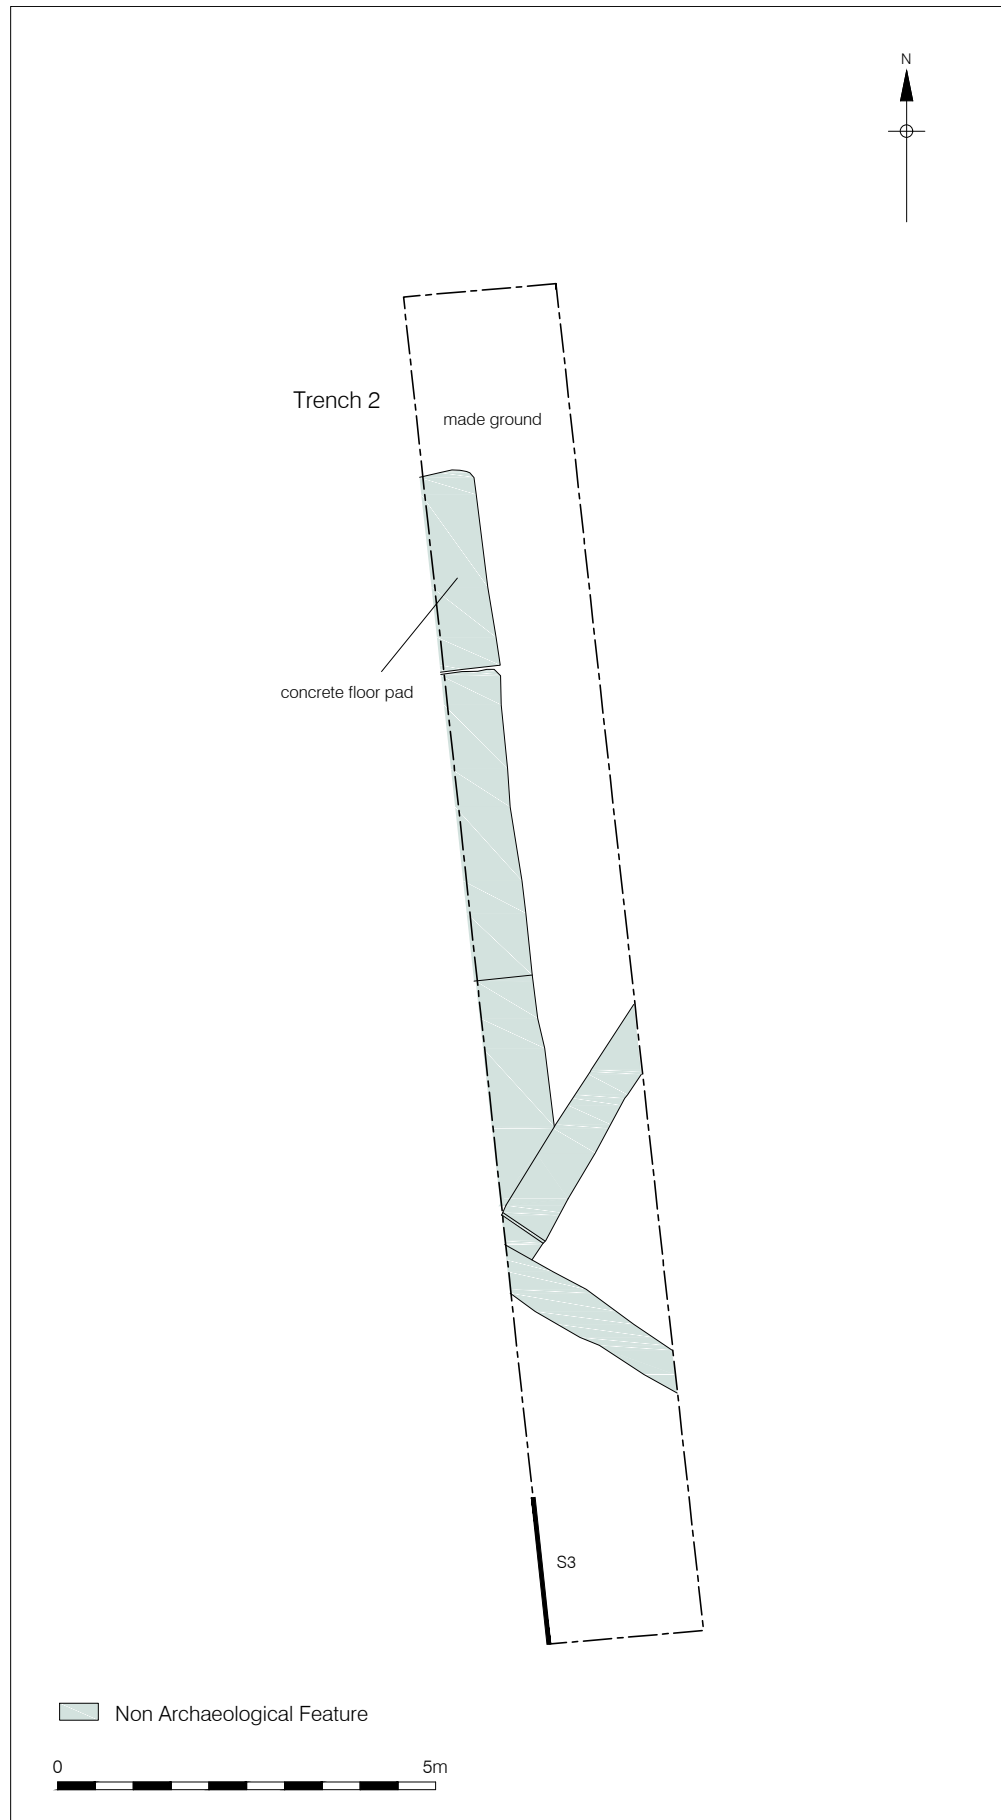 N
Trench 2
made ground
concrete floor pad
S3
Non Archaeological Feature
0 5m